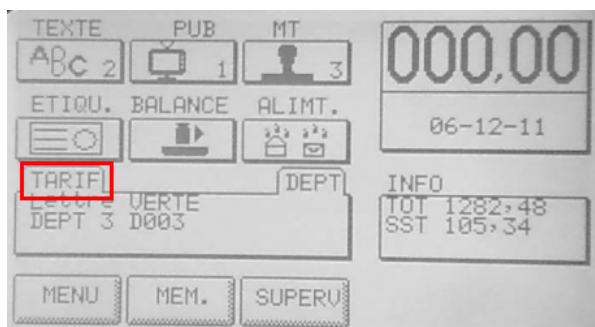 TEXTE PUB MT
ABC 2 1 3
000,00
ETIQU. BALANCE ALIMT.
06-12-11
TARIF DEPT
Lettre VERTE
DEPT 3 D003
INFO
TOT 1282,48
SST 105,34
MENU MEM. SUPERV